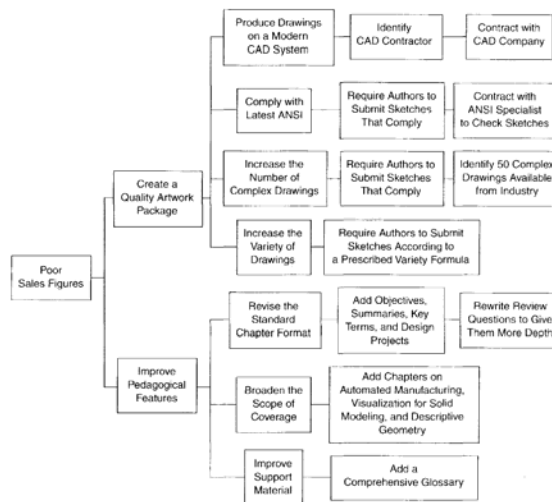 Produce Drawings
on a Modern
CAD System
Identify
CAD Contractor
Contract with
CAD Company
Comply with
Latest ANSI
Require Authors to
Submit Sketches
That Comply
Contract with
ANSI Specialist
to Check Sketches
Increase the
Number of
Complex Drawings
Require Authors to
Submit Sketches
That Comply
Identify 50 Complex
Drawings Available
from Industry
Create a
Quality Artwork
Package
Increase the
Variety of
Drawings
Require Authors to Submit
Sketches According to
a Prescribed Variety Formula
Poor
Sales Figures
Revise the
Standard
Chapter Format
Add Objectives,
Summaries, Key
Terms, and Design
Projects
Rewrite Review
Questions to Give
Them More Depth
Improve
Pedagogical
Features
Broaden the
Scope of
Coverage
Add Chapters on
Automated Manufacturing,
Visualization for Solid
Modeling, and Descriptive
Geometry
Improve
Support
Material
Add a
Comprehensive Glossary